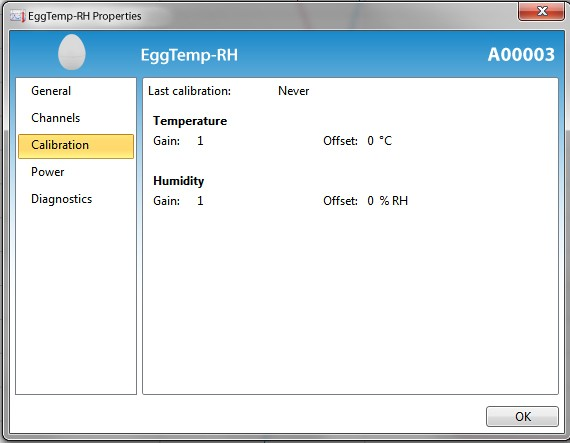 EggTemp-RH Properties
EggTemp-RH A00003
General
Channels
Calibration
Power
Diagnostics
Last calibration: Never
Temperature
Gain: 1 Offset: 0 °C
Humidity
Gain: 1 Offset: 0 % RH
OK